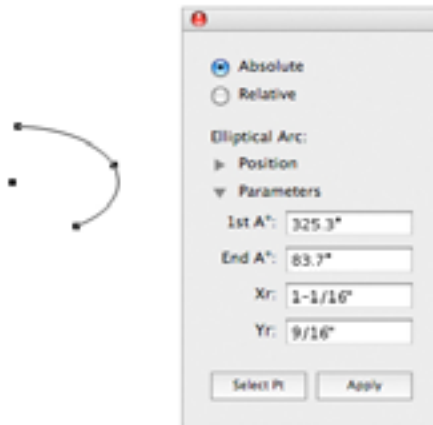 Absolute
Relative
Elliptical Arc:
Position
Parameters
1st A°: 325.3°
End A°: 83.7°
Xr: 1-1/16"
Yr: 9/16"
Select Pt Apply